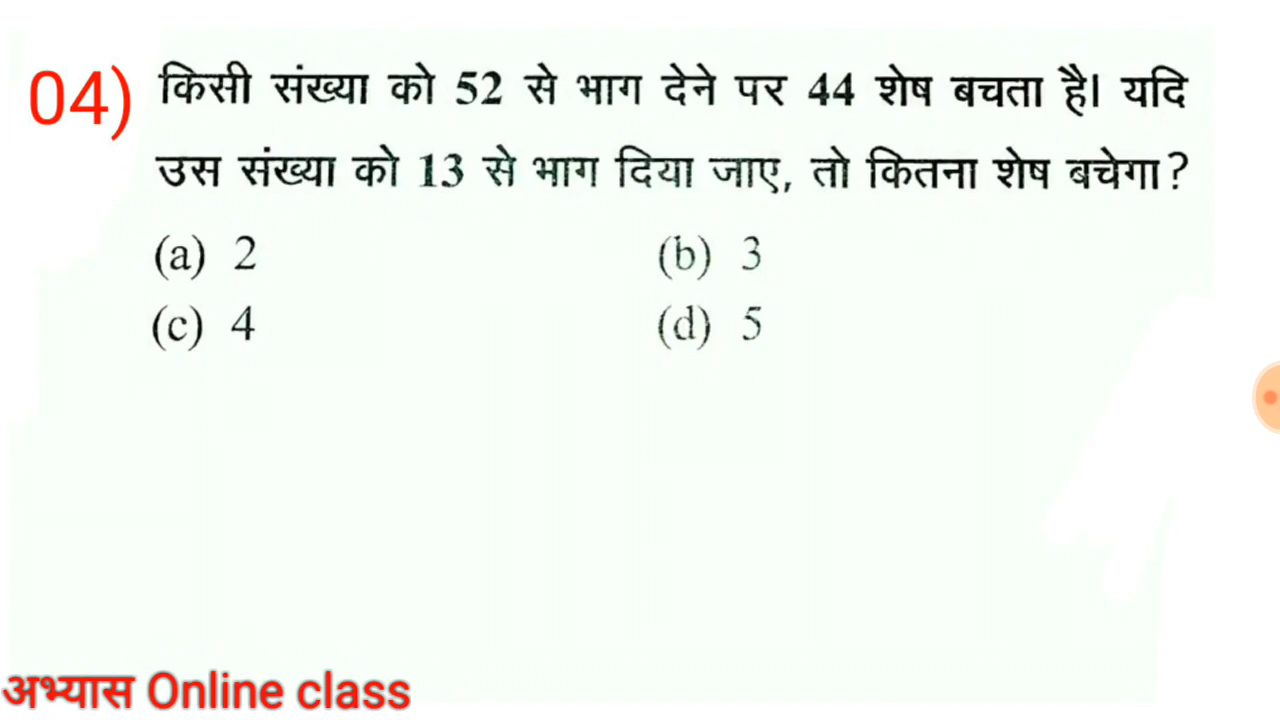 04) किसी संख्या को 52 से भाग देने पर 44 शेष बचता है। यदि
उस संख्या को 13 से भाग दिया जाए, तो कितना शेष बचेगा?
(a) 2 (b) 3
(c) 4 (d) 5
अभ्यास Online class